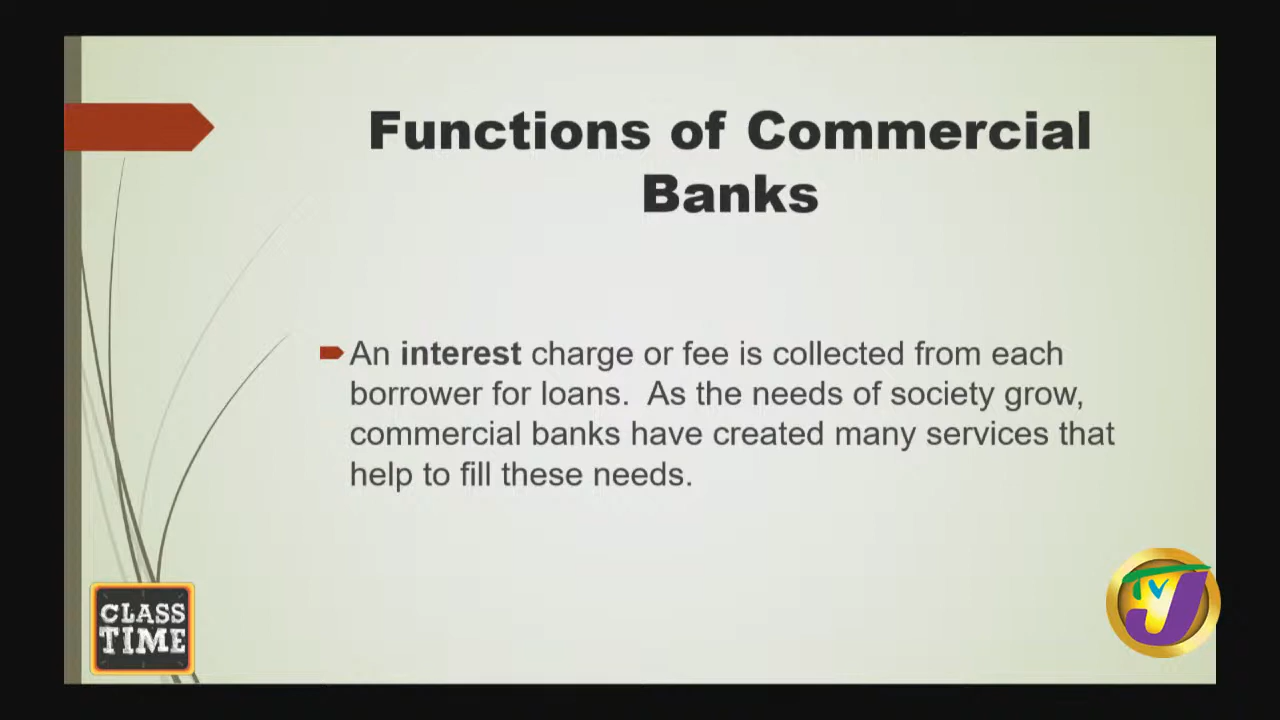 Functions of Commercial
Banks
An interest charge or fee is collected from each
borrower for loans.  As the needs of society grow,
commercial banks have created many services that
help to fill these needs.
CLASS
TIME
TVJ